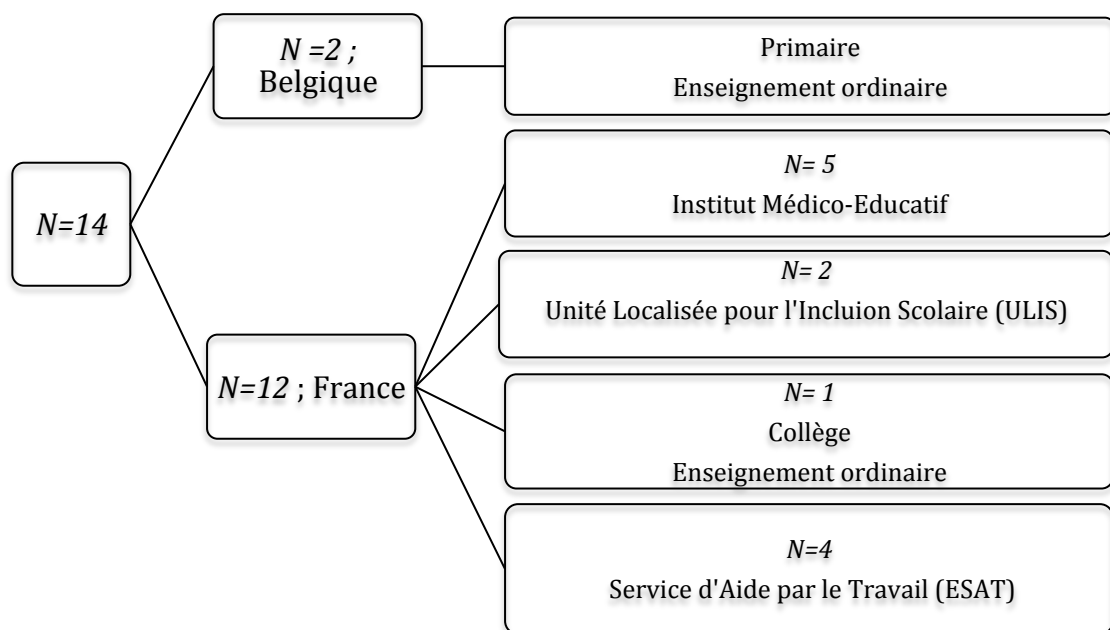 N=14
N =2 ;
Belgique
Primaire
Enseignement ordinaire
N=12 ; France
N= 5
Institut Médico-Educatif
N= 2
Unité Localisée pour l'Incluion Scolaire (ULIS)
N= 1
Collège
Enseignement ordinaire
N=4
Service d'Aide par le Travail (ESAT)